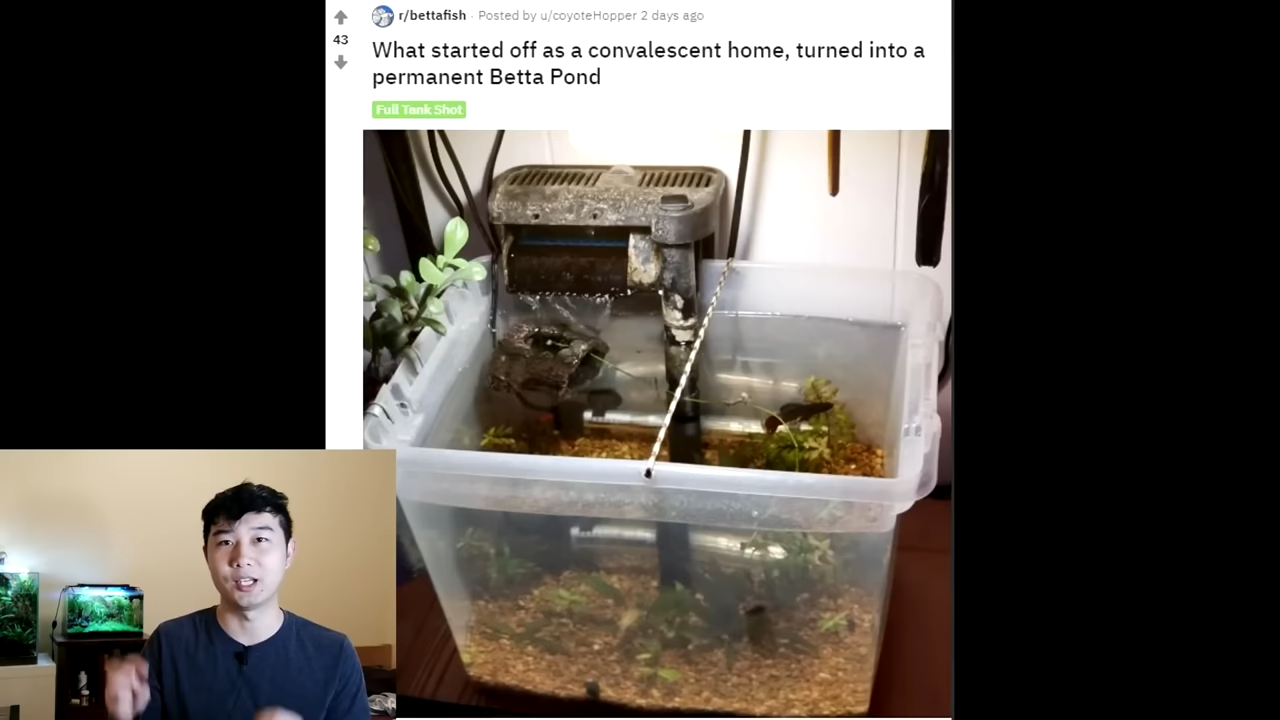 r/bettafish · Posted by u/coyoteHopper 2 days ago
43
What started off as a convalescent home, turned into a
permanent Betta Pond
Full Tank Shot